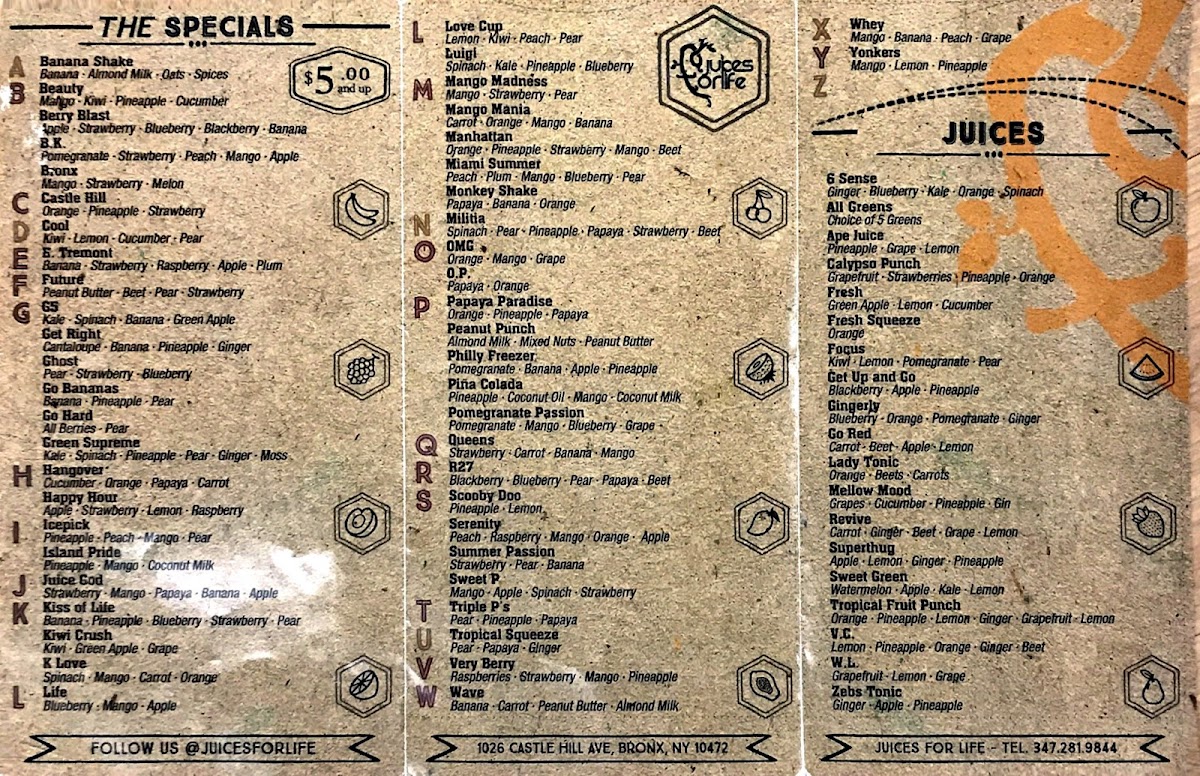 THE SPECIALS
$5.00 and up
A
Banana Shake
Banana · Almond Milk · Oats · Spices
B
Beauty
Mango · Kiwi · Pineapple · Cucumber
Berry Blast
Apple · Strawberry · Blueberry · Blackberry · Banana
B.K.
Pomegranate · Strawberry · Peach · Mango · Apple
Bronx
Mango · Strawberry · Melon
C
Castle Hill
Orange · Pineapple · Strawberry
D
Cool
Kiwi · Lemon · Cucumber · Pear
E
E. Tremont
Banana · Strawberry · Raspberry · Apple · Plum
F
Future
Peanut Butter · Beet · Pear · Strawberry
G
G5
Kale · Spinach · Banana · Green Apple
Get Right
Cantaloupe · Banana · Pineapple · Ginger
Ghost
Pear · Strawberry · Blueberry
Go Bananas
Banana · Pineapple · Pear
Go Hard
All Berries · Pear
Green Supreme
Kale · Spinach · Pineapple · Pear · Ginger · Moss
H
Hangover
Cucumber · Orange · Papaya · Carrot
Happy Hour
Apple · Strawberry · Lemon · Raspberry
I
Icepick
Pineapple · Peach · Mango · Pear
Island Pride
Pineapple · Mango · Coconut Milk
J
Juice God
Strawberry · Mango · Papaya · Banana · Apple
K
Kiss of Life
Banana · Pineapple · Blueberry · Strawberry · Pear
Kiwi Crush
Kiwi · Green Apple · Grape
K Love
Spinach · Mango · Carrot · Orange
L
Life
Blueberry · Mango · Apple
FOLLOW US @JUICESFORLIFE
L
Love Cup
Lemon · Kiwi · Peach · Pear
Luigi
Spinach · Kale · Pineapple · Blueberry
juices for life
M
Mango Madness
Mango · Strawberry · Pear
Mango Mania
Carrot · Orange · Mango · Banana
Manhattan
Orange · Pineapple · Strawberry · Mango · Beet
Miami Summer
Peach · Plum · Mango · Blueberry · Pear
Monkey Shake
Papaya · Banana · Orange
N
Militia
Spinach · Pear · Pineapple · Papaya · Strawberry · Beet
O
OMG
Orange · Mango · Grape
O.P.
Papaya · Orange
P
Papaya Paradise
Orange · Pineapple · Papaya
Peanut Punch
Almond Milk · Mixed Nuts · Peanut Butter
Philly Freezer
Pomegranate · Banana · Apple · Pineapple
Piña Colada
Pineapple · Coconut Oil · Mango · Coconut Milk
Pomegranate Passion
Pomegranate · Mango · Blueberry · Grape
Q
Queens
Strawberry · Carrot · Banana · Mango
R
R27
Blackberry · Blueberry · Pear · Papaya · Beet
S
Scooby Doo
Pineapple · Lemon
Serenity
Peach · Raspberry · Mango · Orange · Apple
Summer Passion
Strawberry · Pear · Banana
Sweet P.
Mango · Apple · Spinach · Strawberry
T
Triple P's
Pear · Pineapple · Papaya
U
Tropical Squeeze
Pear · Papaya · Ginger
V
Very Berry
Raspberries · Strawberry · Mango · Pineapple
W
Wave
Banana · Carrot · Peanut Butter · Almond Milk
1026 CASTLE HILL AVE, BRONX, NY 10472
X
Whey
Mango · Banana · Peach · Grape
Y
Yonkers
Mango · Lemon · Pineapple
Z
JUICES
6 Sense
Ginger · Blueberry · Kale · Orange · Spinach
All Greens
Choice of 5 Greens
Ape Juice
Pineapple · Grape · Lemon
Calypso Punch
Grapefruit · Strawberries · Pineapple · Orange
Fresh
Green Apple · Lemon · Cucumber
Fresh Squeeze
Orange
Focus
Kiwi · Lemon · Pomegranate · Pear
Get Up and Go
Blackberry · Apple · Pineapple
Gingerly
Blueberry · Orange · Pomegranate · Ginger
Go Red
Carrot · Beet · Apple · Lemon
Lady Tonic
Orange · Beets · Carrots
Mellow Mood
Grapes · Cucumber · Pineapple · Gin
Revive
Carrot · Ginger · Beet · Grape · Lemon
Superthug
Apple · Lemon · Ginger · Pineapple
Sweet Green
Watermelon · Apple · Kale · Lemon
Tropical Fruit Punch
Orange · Pineapple · Lemon · Ginger · Grapefruit · Lemon
V.C.
Lemon · Pineapple · Orange · Ginger · Beet
W.L.
Grapefruit · Lemon · Grape
Zebs Tonic
Ginger · Apple · Pineapple
JUICES FOR LIFE - TEL. 347.281.9844